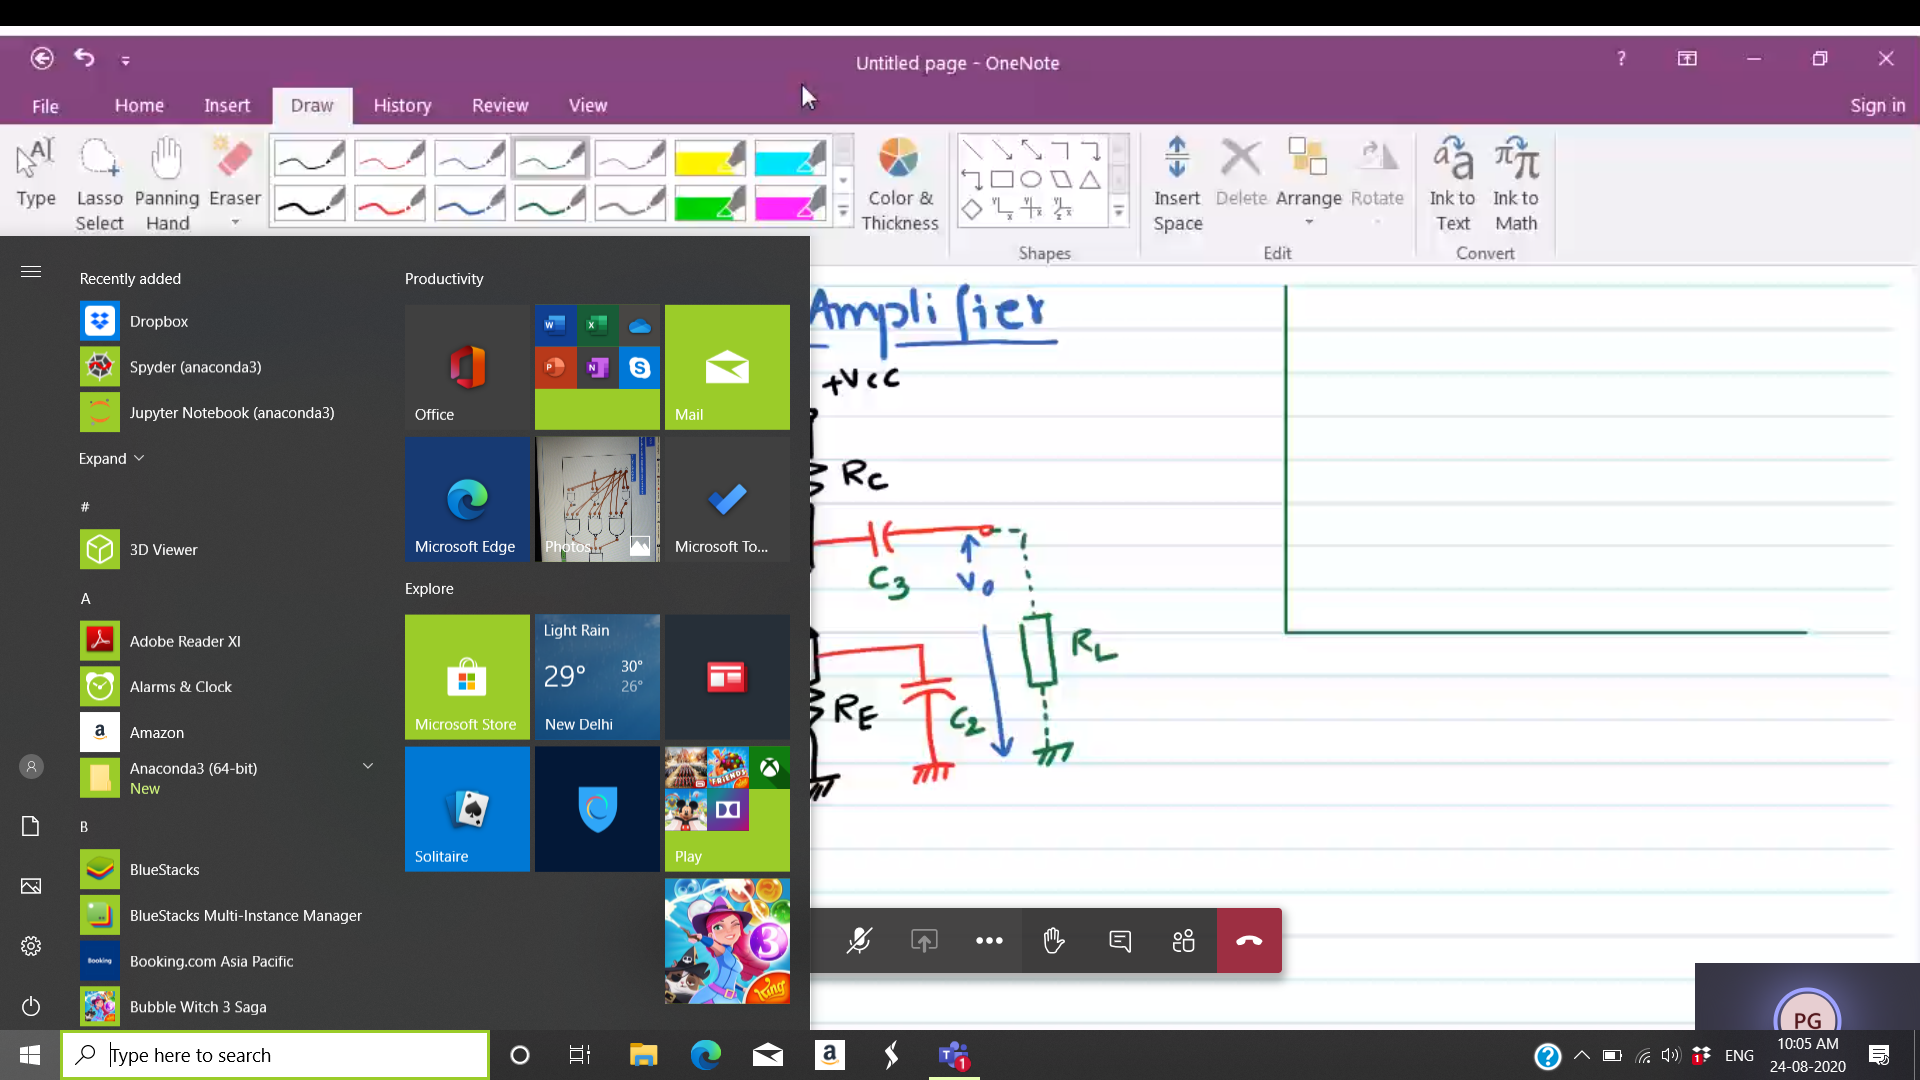 Untitled page - OneNote
?
File
Home
Insert
Draw
History
Review
View
Sign in
Type
Lasso Select
Panning Hand
Eraser
Color & Thickness
Shapes
Insert Space
Delete
Arrange
Rotate
Edit
Ink to Text
Ink to Math
Convert
Recently added
Dropbox
Spyder (anaconda3)
Jupyter Notebook (anaconda3)
Expand
#
3D Viewer
A
Adobe Reader XI
Alarms & Clock
Amazon
Anaconda3 (64-bit)
New
B
BlueStacks
BlueStacks Multi-Instance Manager
Booking.com Asia Pacific
Bubble Witch 3 Saga
Productivity
Office
Mail
Microsoft Edge
Photos
Microsoft To...
Explore
Microsoft Store
Light Rain
29°
30°
26°
New Delhi
Solitaire
Play
3
King
Amplifier
+Vcc
RC
C3
Vo
RL
RE
C2
PG
Type here to search
ENG
10:05 AM
24-08-2020